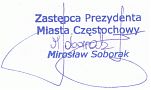 Zastępca Prezydenta
Miasta Częstochowy
Mirosław Soborak